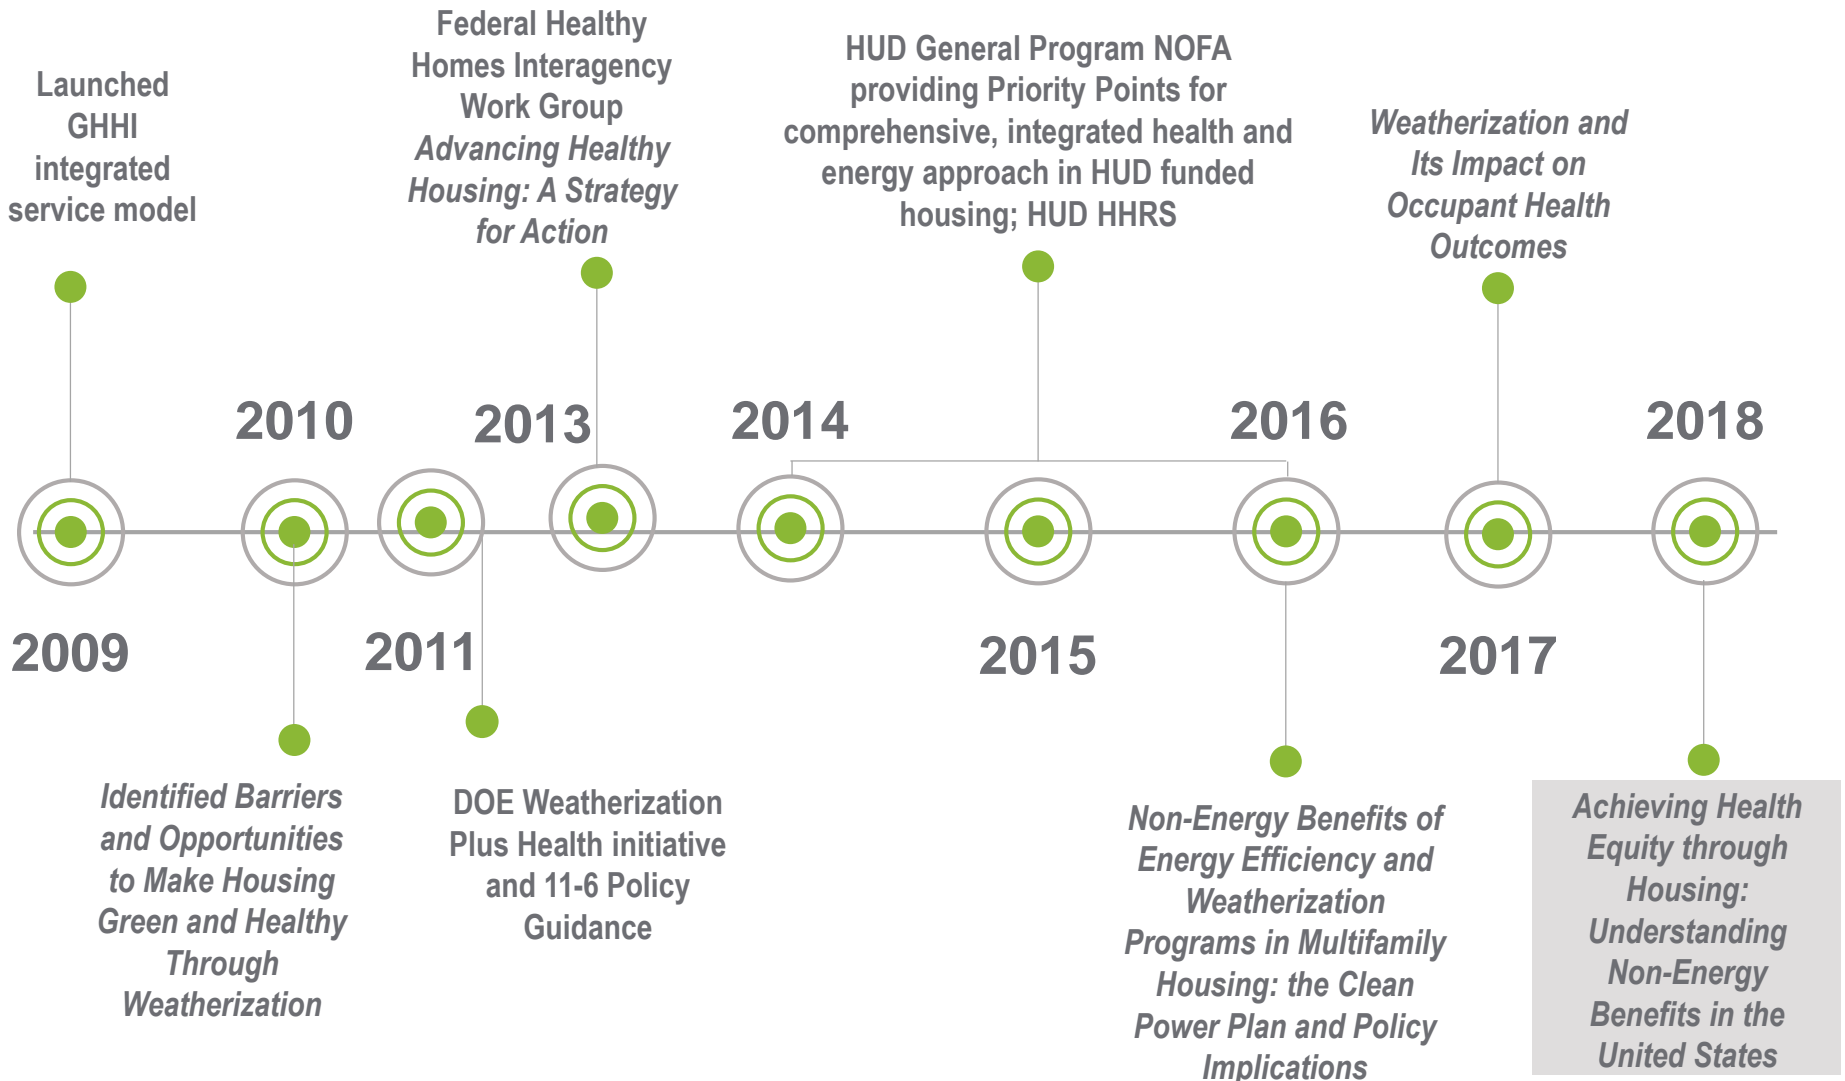 Launched
GHHI
integrated
service model
Federal Healthy
Homes Interagency
Work Group
Advancing Healthy
Housing: A Strategy
for Action
HUD General Program NOFA
providing Priority Points for
comprehensive, integrated health and
energy approach in HUD funded
housing; HUD HHRS
Weatherization and
Its Impact on
Occupant Health
Outcomes
2010
2013
2014
2016
2018
2009
2011
2015
2017
Identified Barriers
and Opportunities
to Make Housing
Green and Healthy
Through
Weatherization
DOE Weatherization
Plus Health initiative
and 11-6 Policy
Guidance
Non-Energy Benefits of
Energy Efficiency and
Weatherization
Programs in Multifamily
Housing: the Clean
Power Plan and Policy
Implications
Achieving Health
Equity through
Housing:
Understanding
Non-Energy
Benefits in the
United States